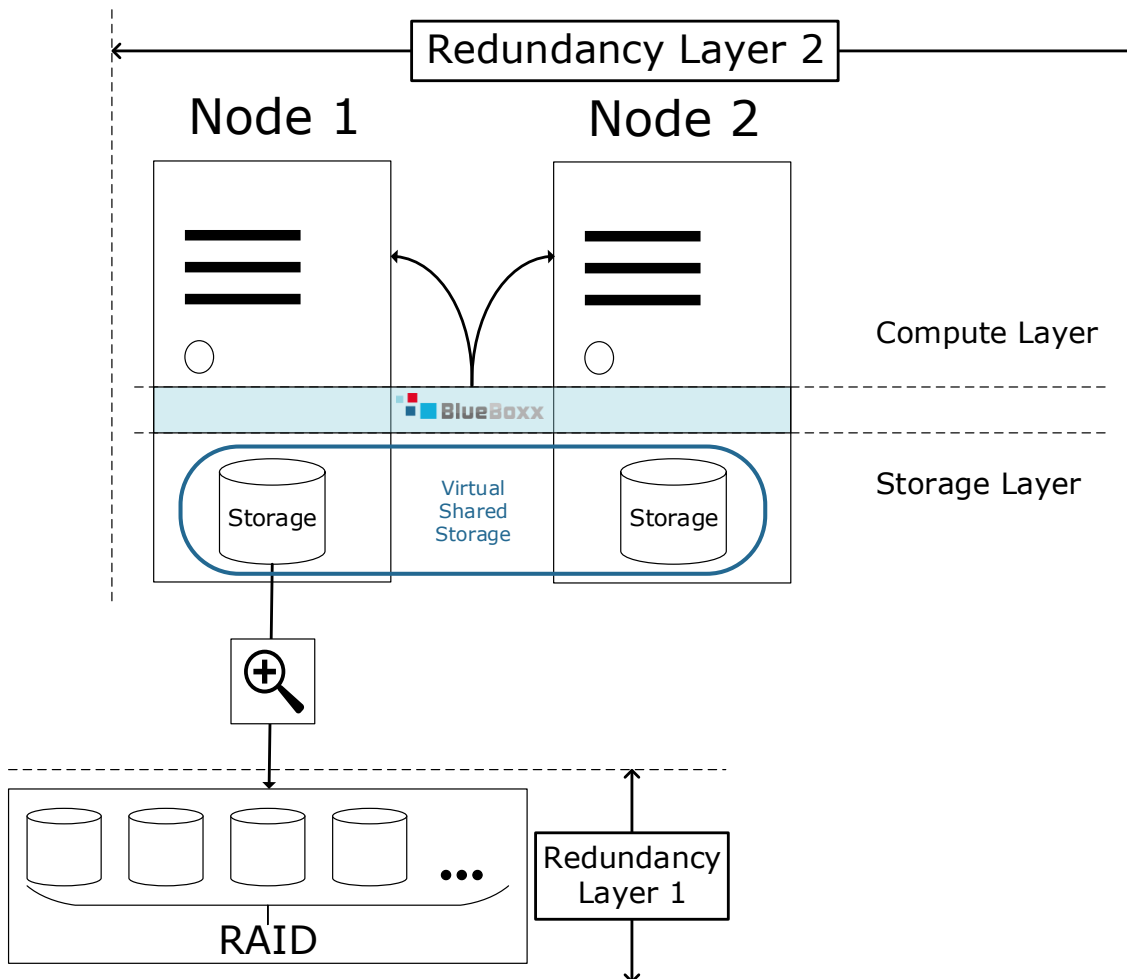 Redundancy Layer 2
Node 1
Node 2
Compute Layer
BlueBoxx
Storage Layer
Storage
Virtual
Shared
Storage
Storage
Redundancy
Layer 1
RAID